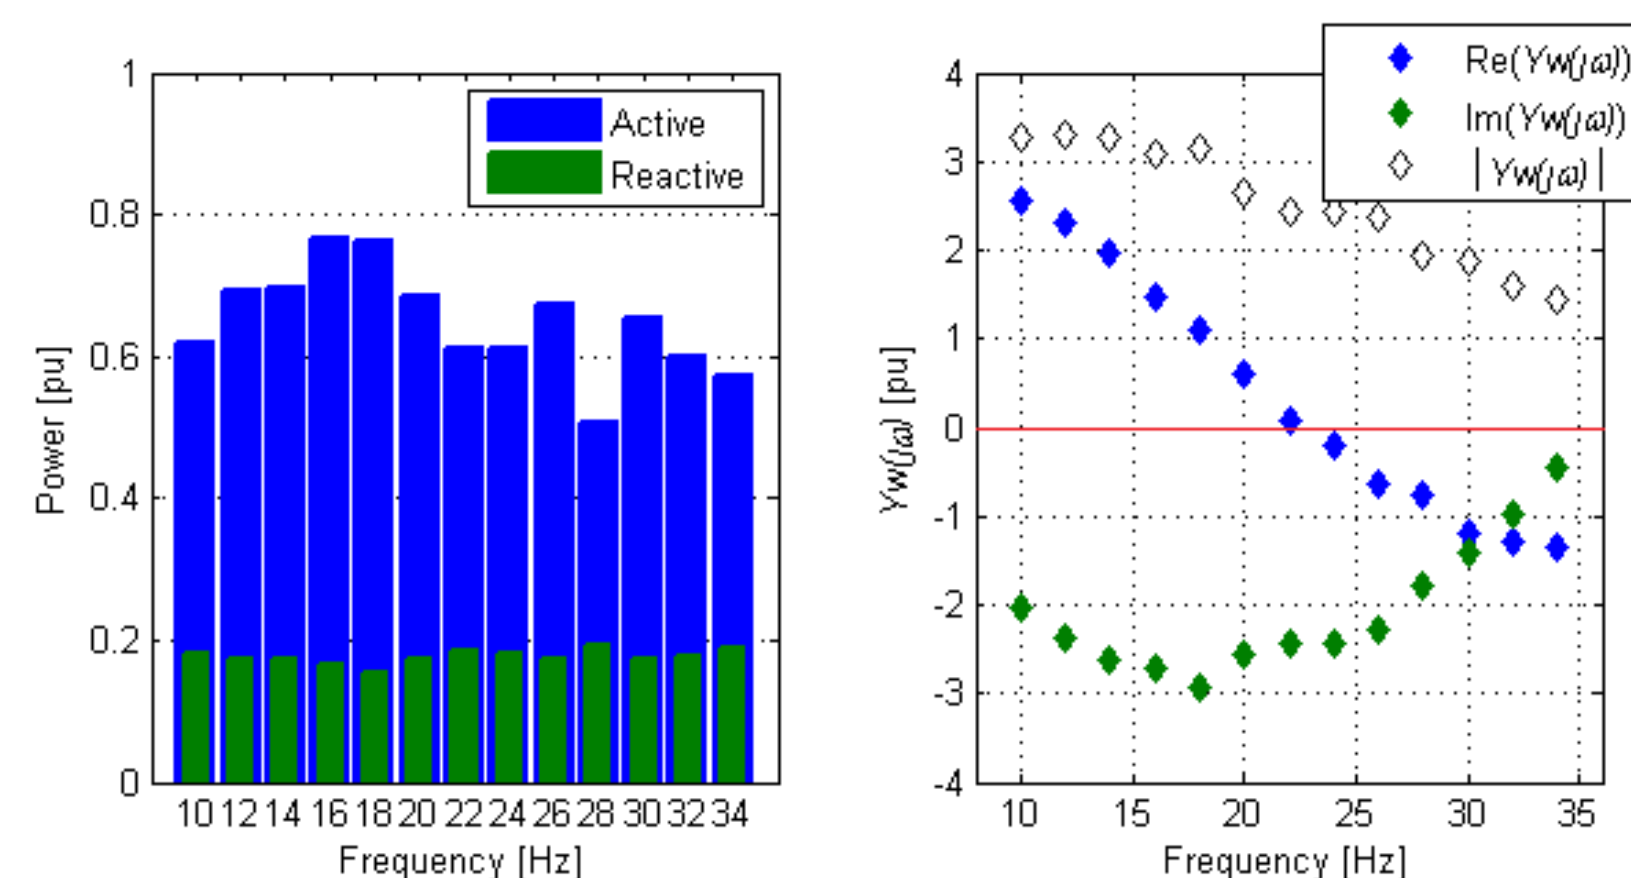 1
0.8
0.6
0.4
0.2
0
Power [pu]
Active
Reactive
10 12 14 16 18 20 22 24 26 28 30 32 34
Frequency [Hz]
4
3
2
1
0
-1
-2
-3
-4
Yw(jω) [pu]
Re(Yw(jω))
Im(Yw(jω))
|Yw(jω)|
10 15 20 25 30 35
Frequency [Hz]